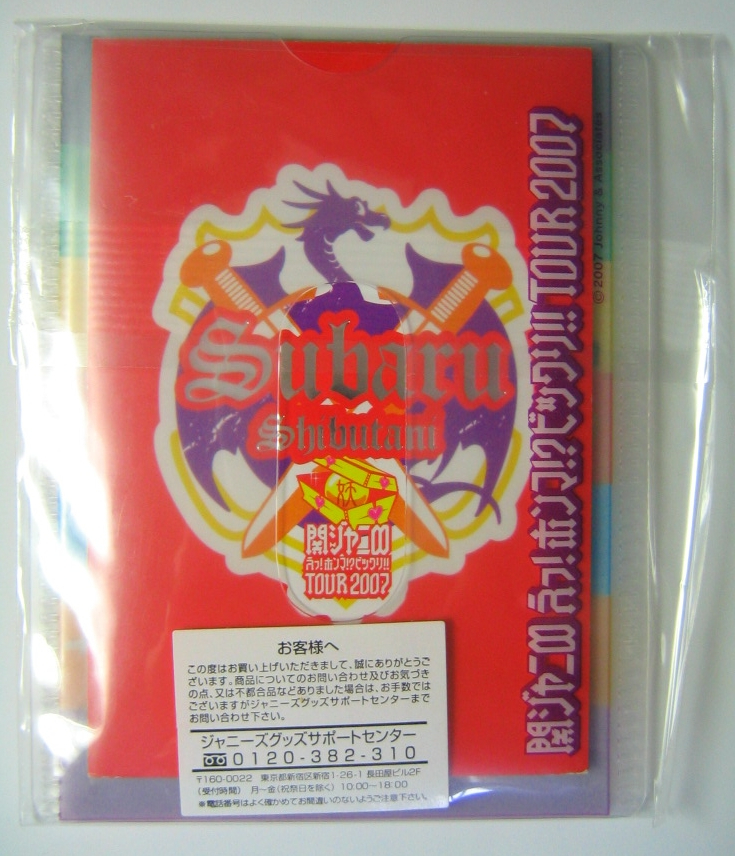 Subaru
Shibutani
関ジャニ∞
えっ!ホンマ!?ビックリ!!
TOUR 2007
関ジャニ∞ えっ!ホンマ!?ビックリ!! TOUR 2007
©2007 Johnny & Associates
お客様へ
この度はお買い上げいただきまして、誠にありがとうご
ざいます。商品についてのお問い合わせ及びお気づき
の点、又は不都合品などありました場合は、お手数では
ございますがジャニーズグッズサポートセンターまで
お問い合わせ下さい。
ジャニーズグッズサポートセンター
0120-382-310
〒160-0022 東京都新宿区新宿1-26-1 長田屋ビル2F
(受付時間) 月～金(祝祭日を除く) 10:00～18:00
※電話番号はよく確かめてお間違いのないようご注意下さい。